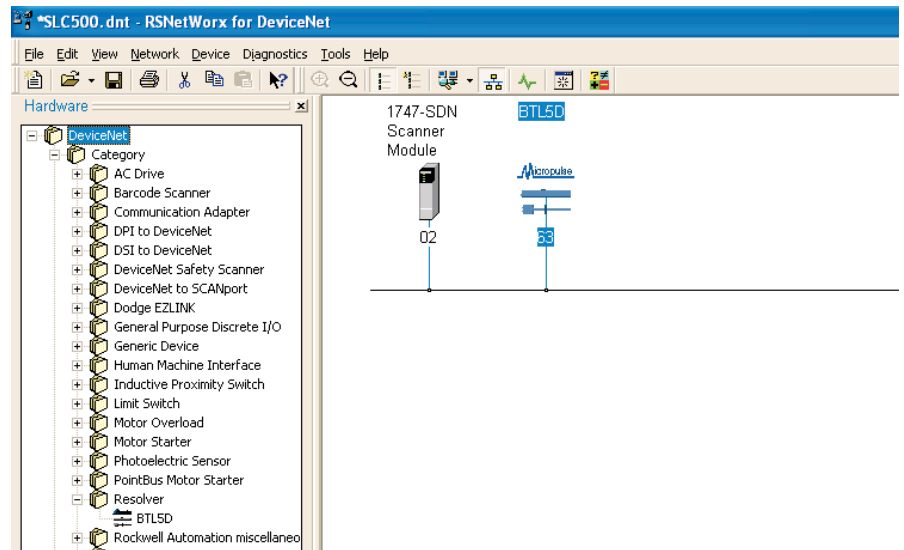 *SLC500.dnt - RSNetWorx for DeviceNet
File Edit View Network Device Diagnostics Tools Help
Hardware
DeviceNet
Category
AC Drive
Barcode Scanner
Communication Adapter
DPI to DeviceNet
DSI to DeviceNet
DeviceNet Safety Scanner
DeviceNet to SCANport
Dodge EZLINK
General Purpose Discrete I/O
Generic Device
Human Machine Interface
Inductive Proximity Switch
Limit Switch
Motor Overload
Motor Starter
Photoelectric Sensor
PointBus Motor Starter
Resolver
BTL5D
Rockwell Automation miscellaneo
1747-SDN
Scanner
Module
02
BTL5D
Micropulse
63